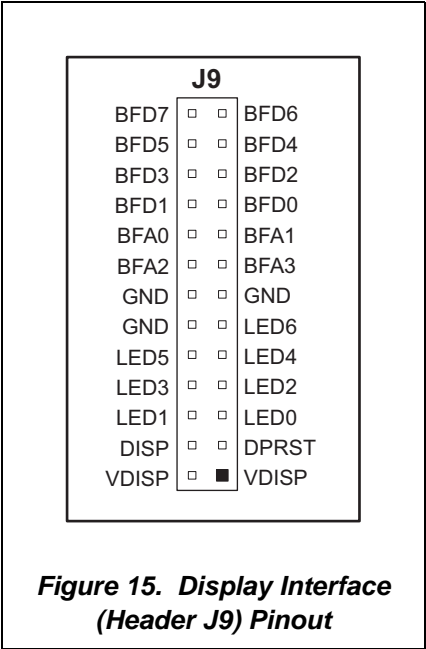 J9
BFD7 BFD6
BFD5 BFD4
BFD3 BFD2
BFD1 BFD0
BFA0 BFA1
BFA2 BFA3
GND GND
GND LED6
LED5 LED4
LED3 LED2
LED1 LED0
DISP DPRST
VDISP VDISP
Figure 15. Display Interface
(Header J9) Pinout